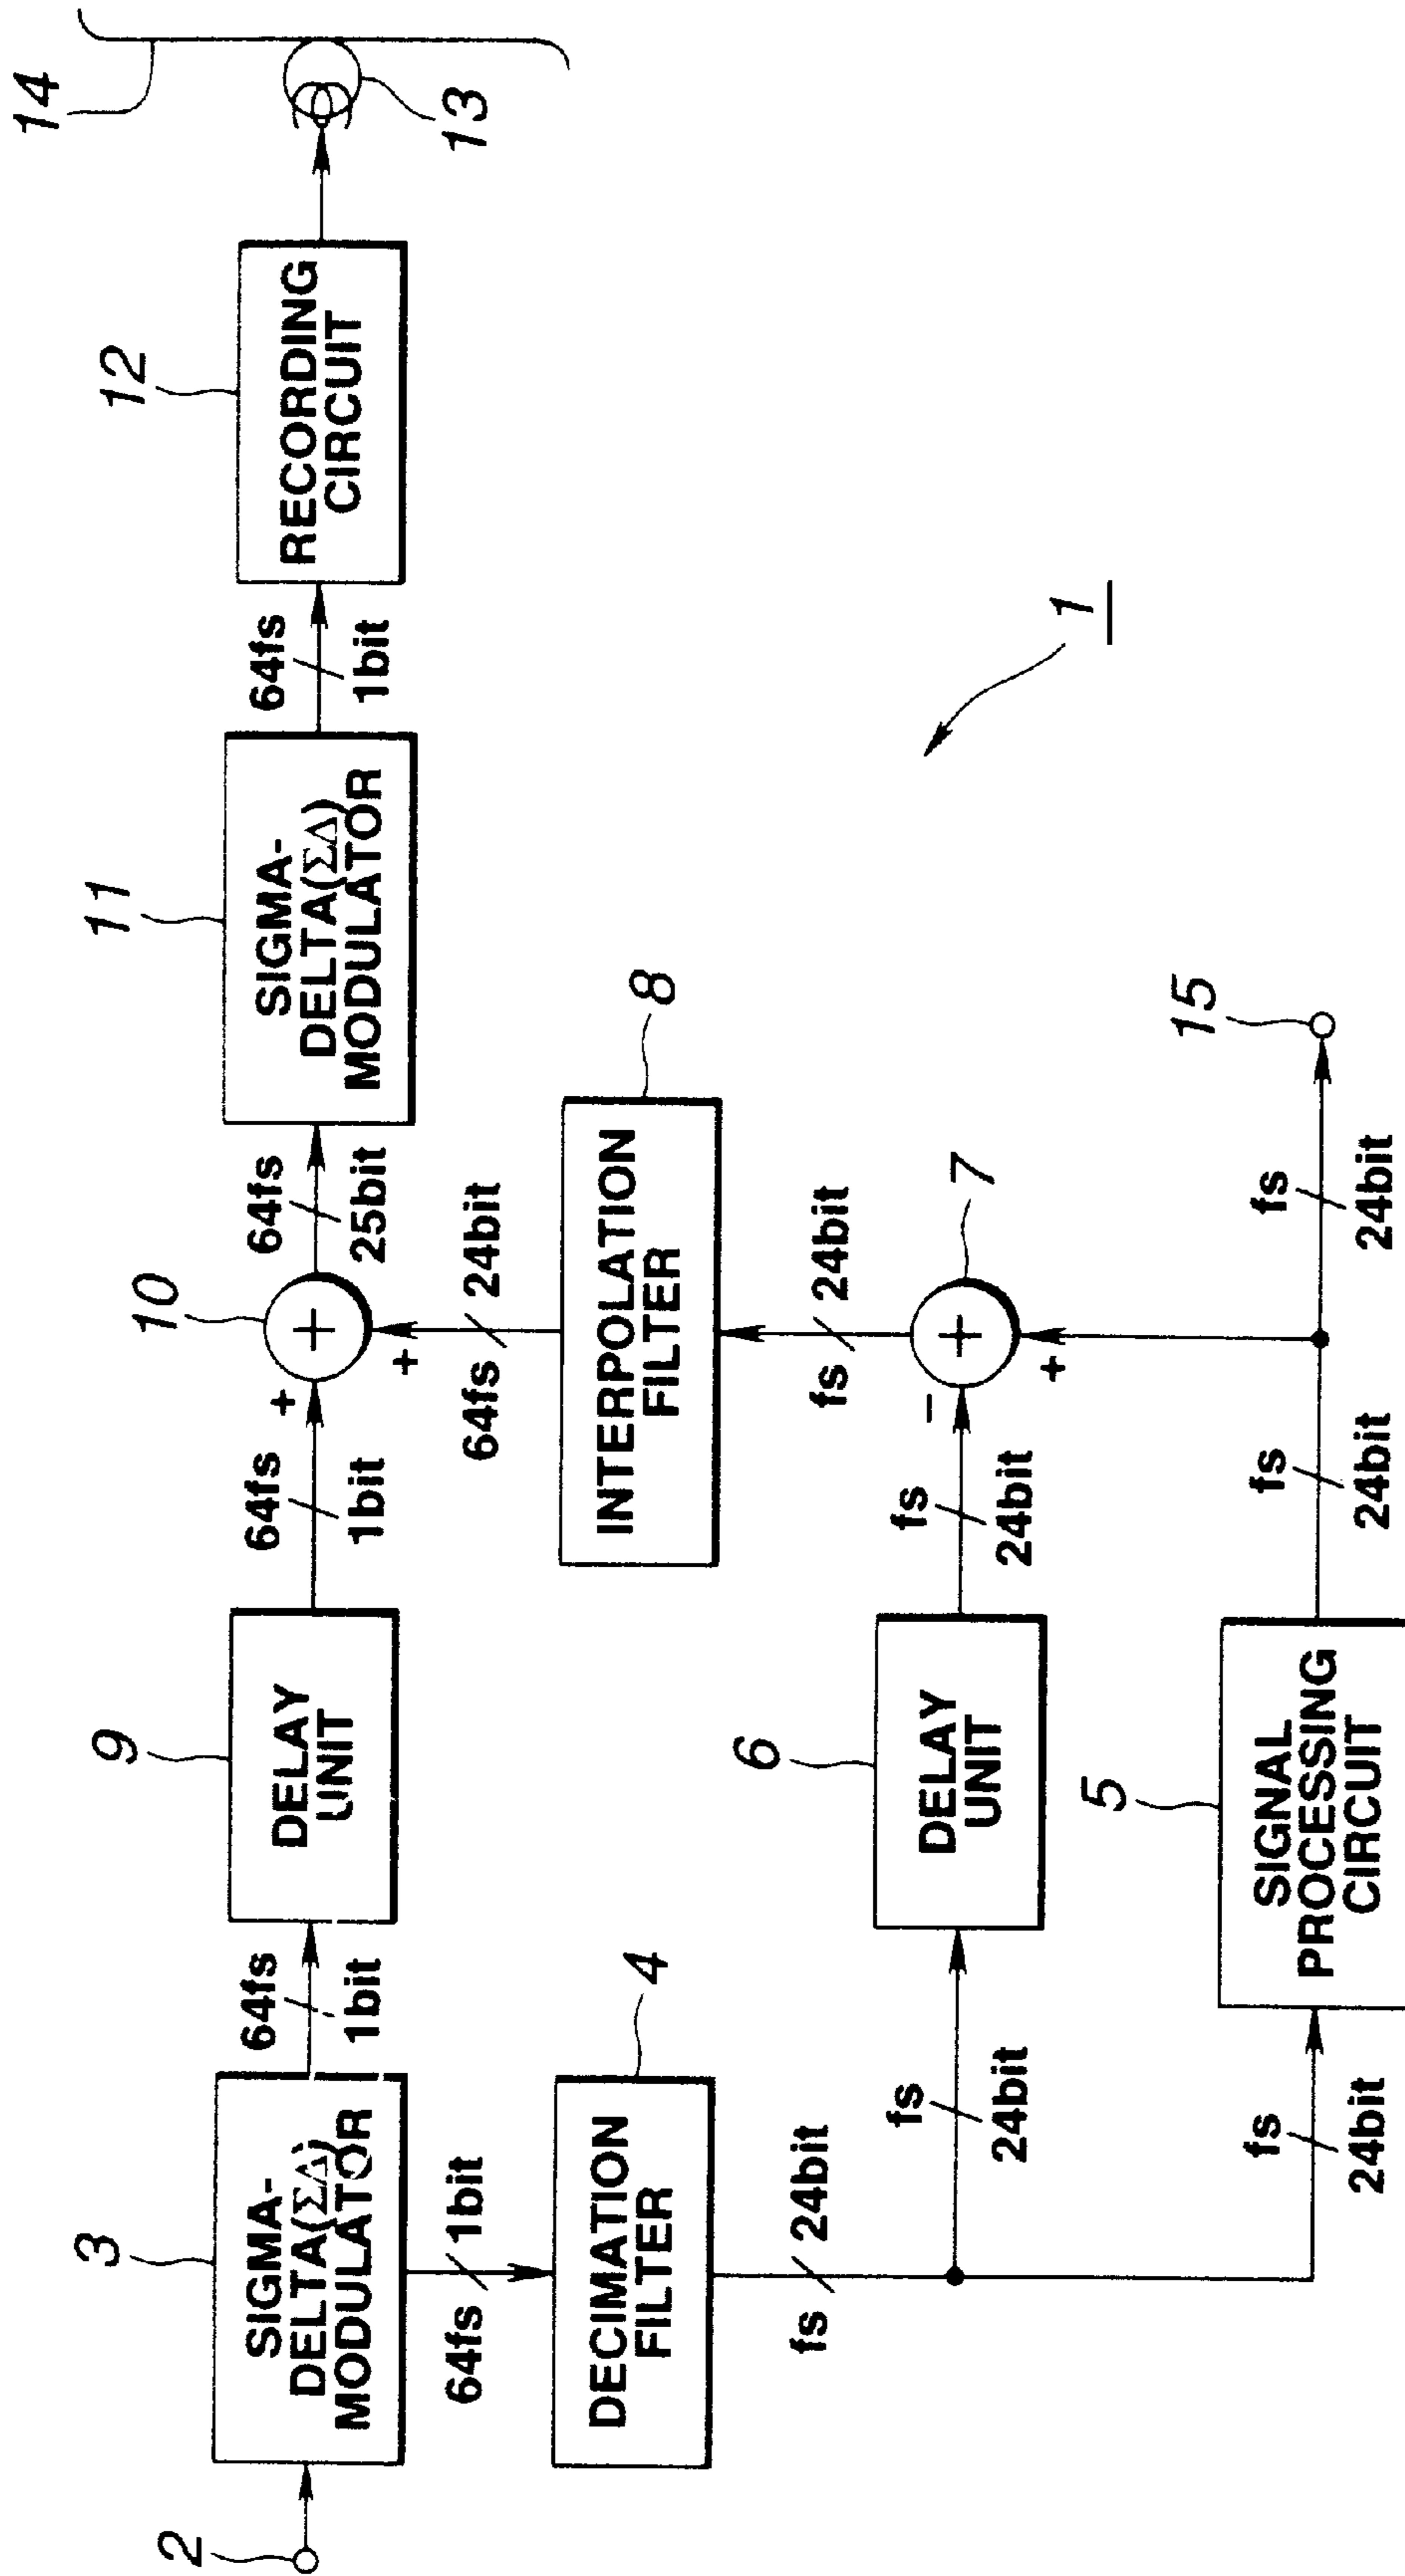 2
3
SIGMA-
DELTA(ΣΔ)
MODULATOR
64fs
1bit
9
DELAY
UNIT
64fs
1bit
+
10
+
+
64fs
25bit
11
SIGMA-
DELTA(ΣΔ)
MODULATOR
64fs
1bit
12
RECORDING
CIRCUIT
13
14
64fs
1bit
4
DECIMATION
FILTER
fs
24bit
64fs
24bit
8
INTERPOLATION
FILTER
fs
24bit
fs
24bit
6
DELAY
UNIT
fs
24bit
−
+
7
+
1
fs
24bit
5
SIGNAL
PROCESSING
CIRCUIT
fs
24bit
fs
24bit
15